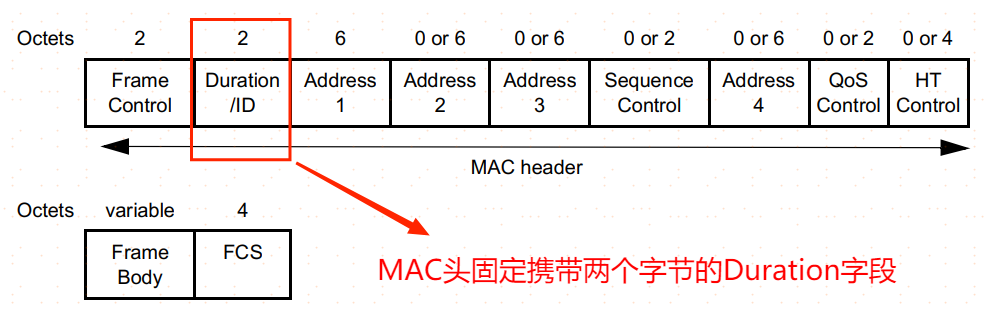 Octets 2 2 6 0 or 6 0 or 6 0 or 2 0 or 6 0 or 2 0 or 4
Frame Duration Address Address Address Sequence Address QoS HT
Control /ID 1 2 3 Control 4 Control Control
MAC header
Octets variable 4
Frame FCS
Body
MAC头固定携带两个字节的Duration字段